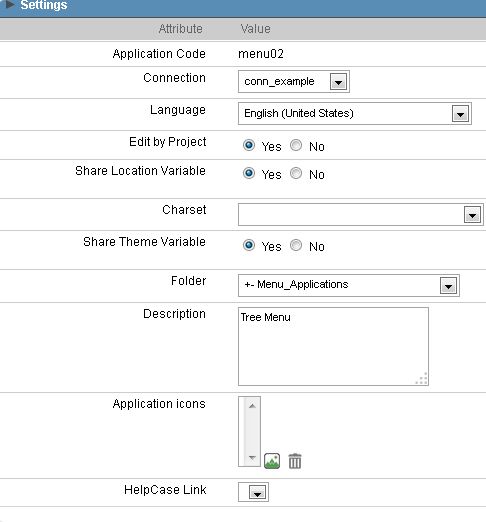 Settings
Attribute Value
Application Code menu02
Connection conn_example
Language English (United States)
Edit by Project Yes No
Share Location Variable Yes No
Charset
Share Theme Variable Yes No
Folder +- Menu_Applications
Description Tree Menu
Application icons
HelpCase Link